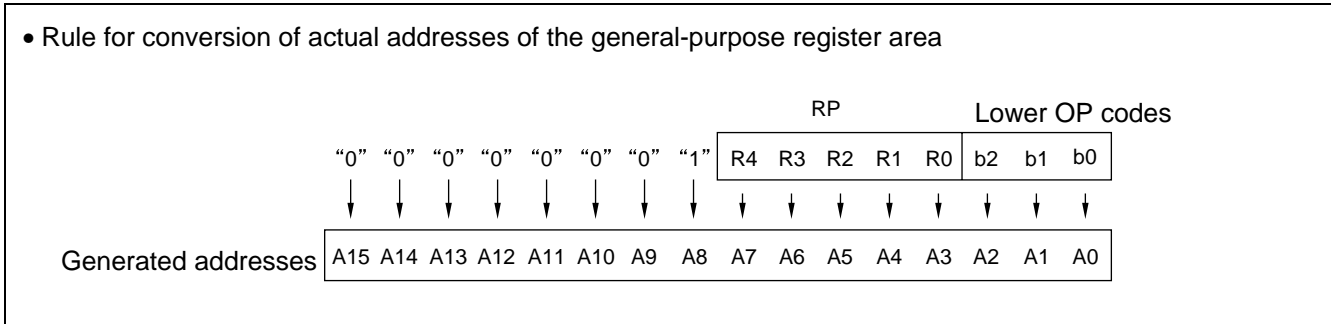 • Rule for conversion of actual addresses of the general-purpose register area
RP Lower OP codes
“0” “0” “0” “0” “0” “0” “0” “1” R4 R3 R2 R1 R0 b2 b1 b0
Generated addresses A15 A14 A13 A12 A11 A10 A9 A8 A7 A6 A5 A4 A3 A2 A1 A0